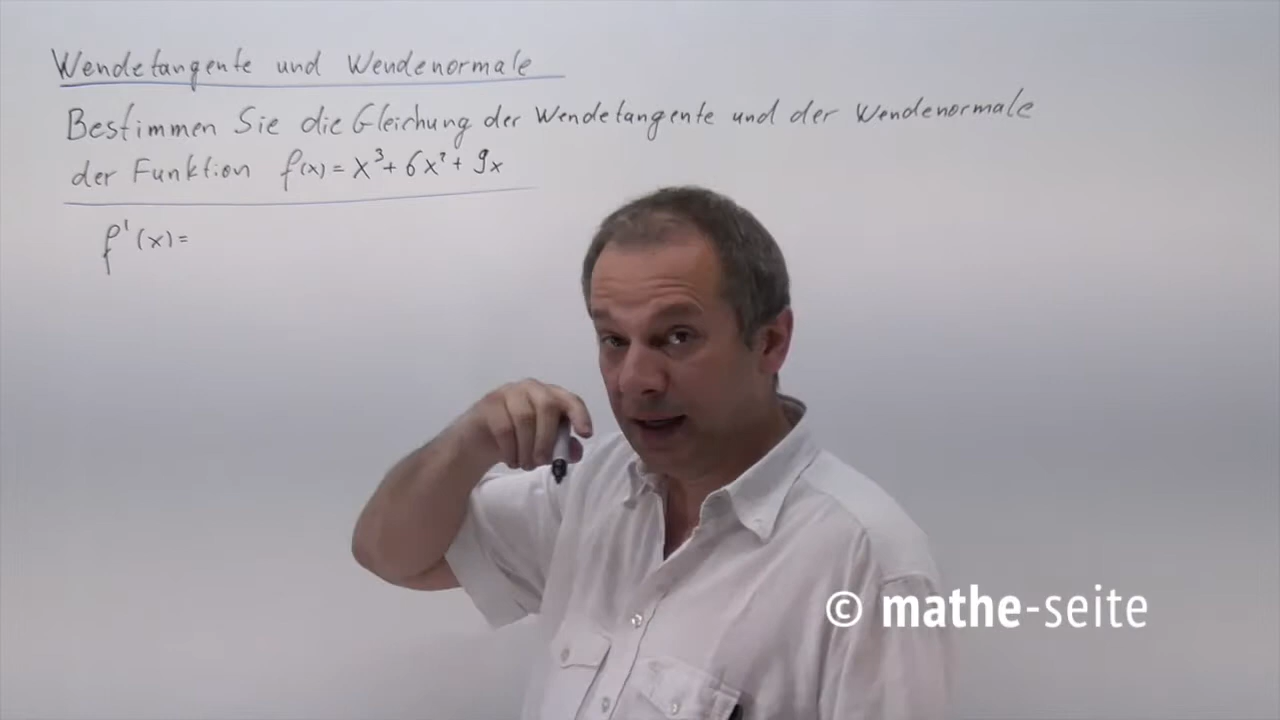 Wendetangente und Wendenormale
Bestimmen Sie die Gleichung der Wendetangente und der Wendenormale
der Funktion f(x) = x³ + 6x² + 9x
f'(x) =
© mathe-seite